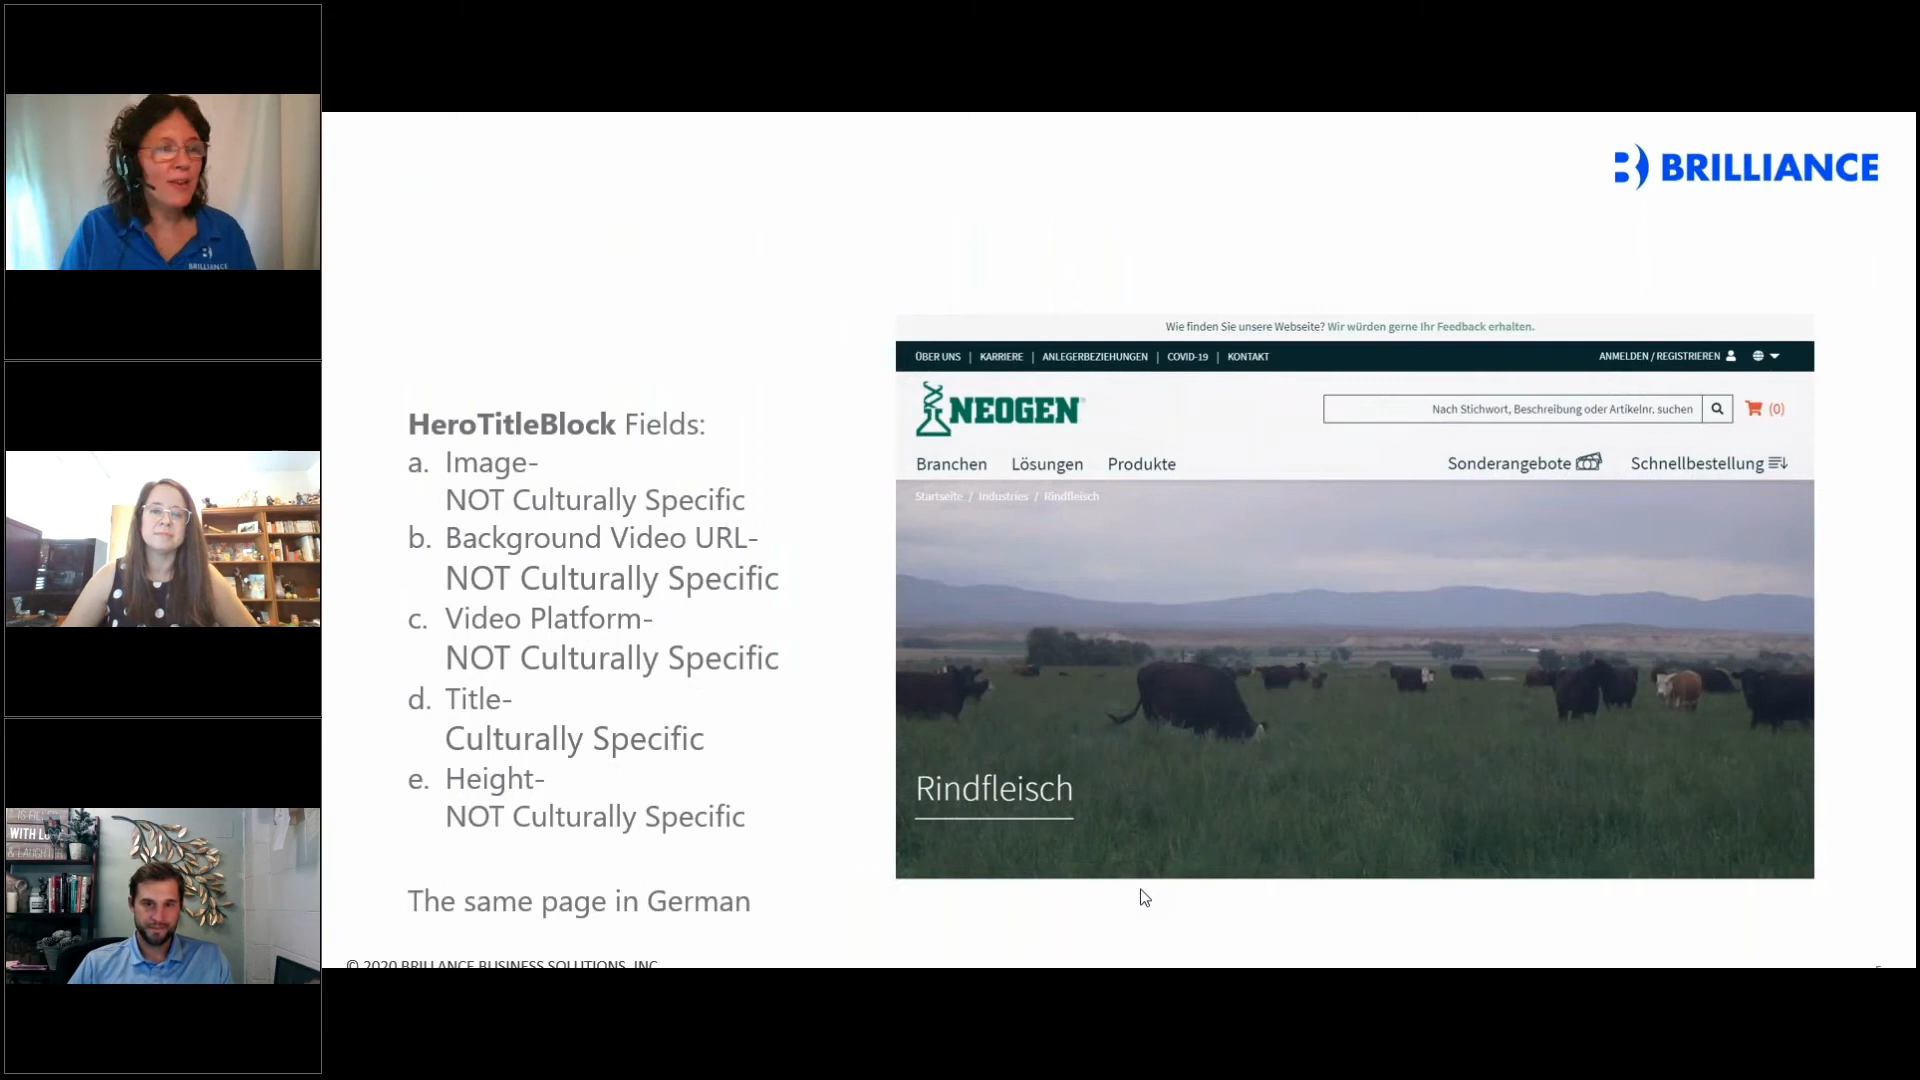 BRILLIANCE
BRILLIANCE
WITH
& LAUGHTER
HeroTitleBlock Fields:
a. Image-
NOT Culturally Specific
b. Background Video URL-
NOT Culturally Specific
c. Video Platform-
NOT Culturally Specific
d. Title-
Culturally Specific
e. Height-
NOT Culturally Specific
The same page in German
© 2020 BRILLANCE BUSINESS SOLUTIONS, INC
Wie finden Sie unsere Webseite? Wir würden gerne Ihr Feedback erhalten.
ÜBER UNS | KARRIERE | ANLEGERBEZIEHUNGEN | COVID-19 | KONTAKT
ANMELDEN / REGISTRIEREN
NEOGEN
Nach Stichwort, Beschreibung oder Artikelnr. suchen
(0)
Branchen Lösungen Produkte
Sonderangebote Schnellbestellung
Startseite / Industries / Rindfleisch
Rindfleisch